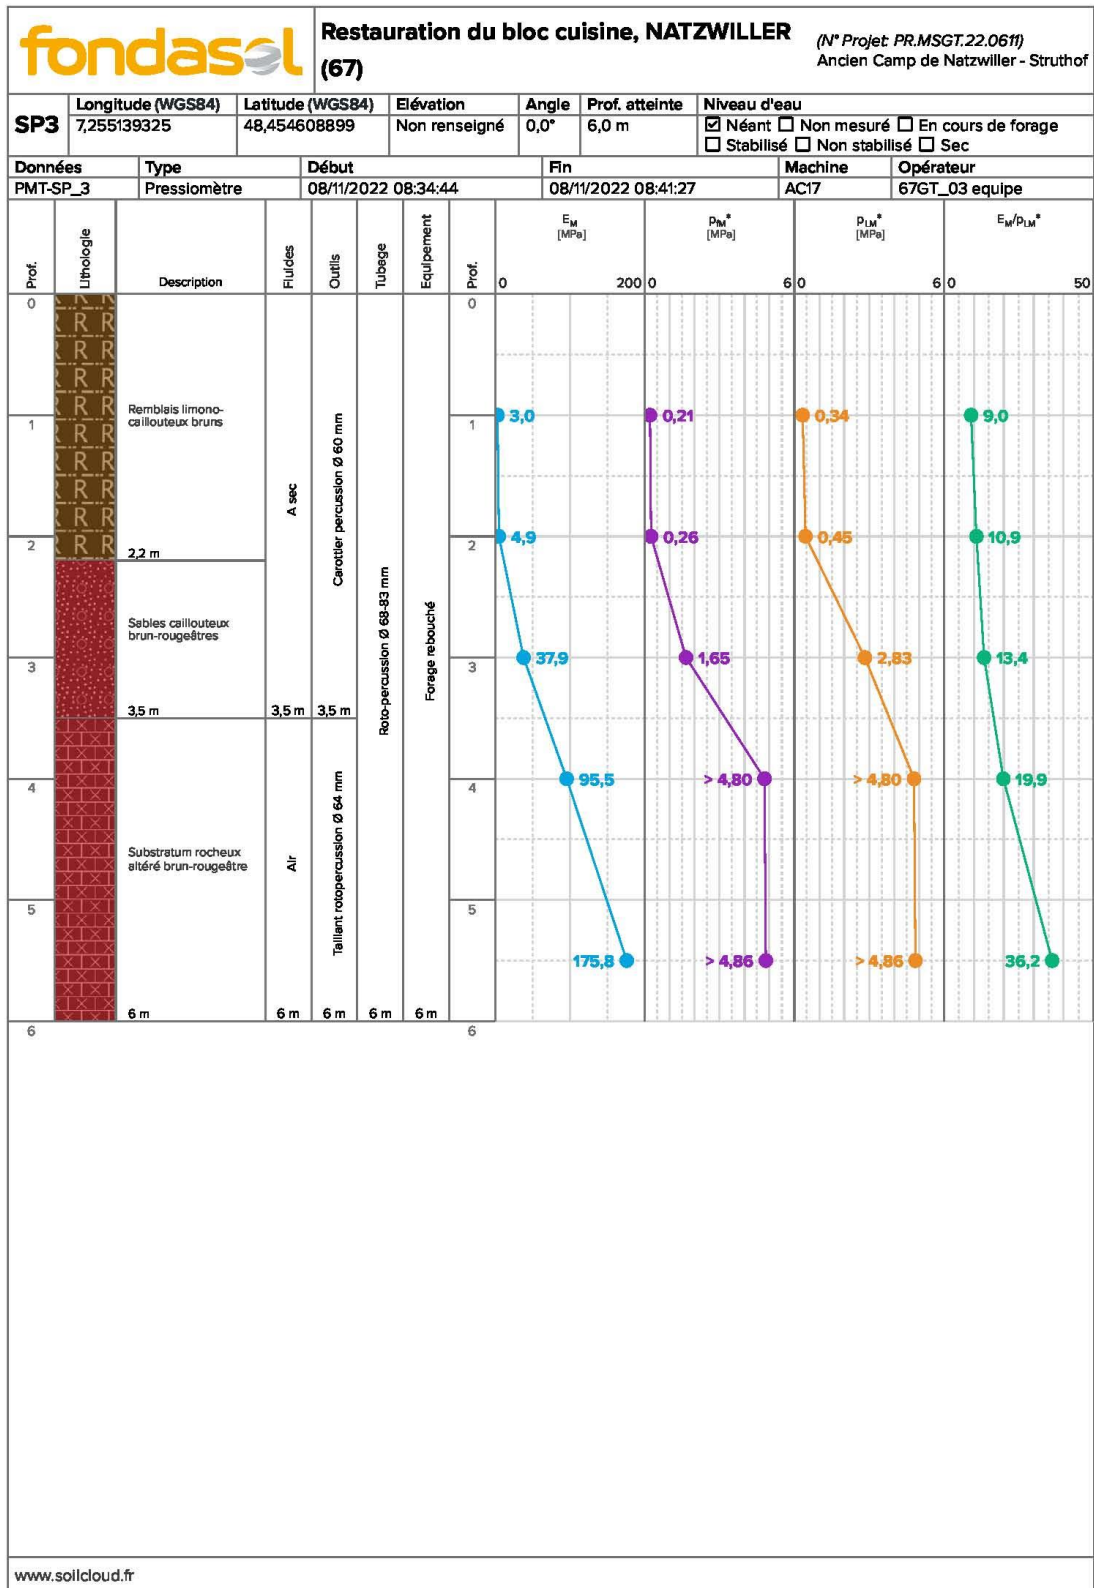 fondasol
Restauration du bloc cuisine, NATZWILLER
(67)
(N° Projet: PR.MSGT.22.0611)
Ancien Camp de Natzwiller - Struthof
SP3
Longitude (WGS84) Latitude (WGS84) Elévation Angle Prof. atteinte Niveau d'eau
7,255139325 48,454608899 Non renseigné 0,0° 6,0 m ☑ Néant ☐ Non mesuré ☐ En cours de forage
☐ Stabilisé ☐ Non stabilisé ☐ Sec
Données Type Début Fin Machine Opérateur
PMT-SP_3 Pressiomètre 08/11/2022 08:34:44 08/11/2022 08:41:27 AC17 67GT_03 equipe
Prof. Lithologie Description Fluides Outils Tubage Equipement Prof.
EM [MPa] pfM* [MPa] pLM* [MPa] EM/pLM*
0 200 0 6 0 6 0 50
0 0
R R R
Remblais limono-
caillouteux bruns
1 1 3,0 0,21 0,34 9,0
A sec
Carottier percussion Ø 60 mm
2 2 4,9 0,26 0,45 10,9
2,2 m
Sables caillouteux
brun-rougeâtres
Roto-percussion Ø 68-83 mm
Forage rebouché
3 3 37,9 1,65 2,83 13,4
3,5 m 3,5 m 3,5 m
4 4 95,5 > 4,80 > 4,80 19,9
Substratum rocheux
altéré brun-rougeâtre
Air
Taillant rotopercussion Ø 64 mm
5 5
175,8 > 4,86 > 4,86 36,2
6 m 6 m 6 m 6 m 6 m
6 6
www.soilcloud.fr